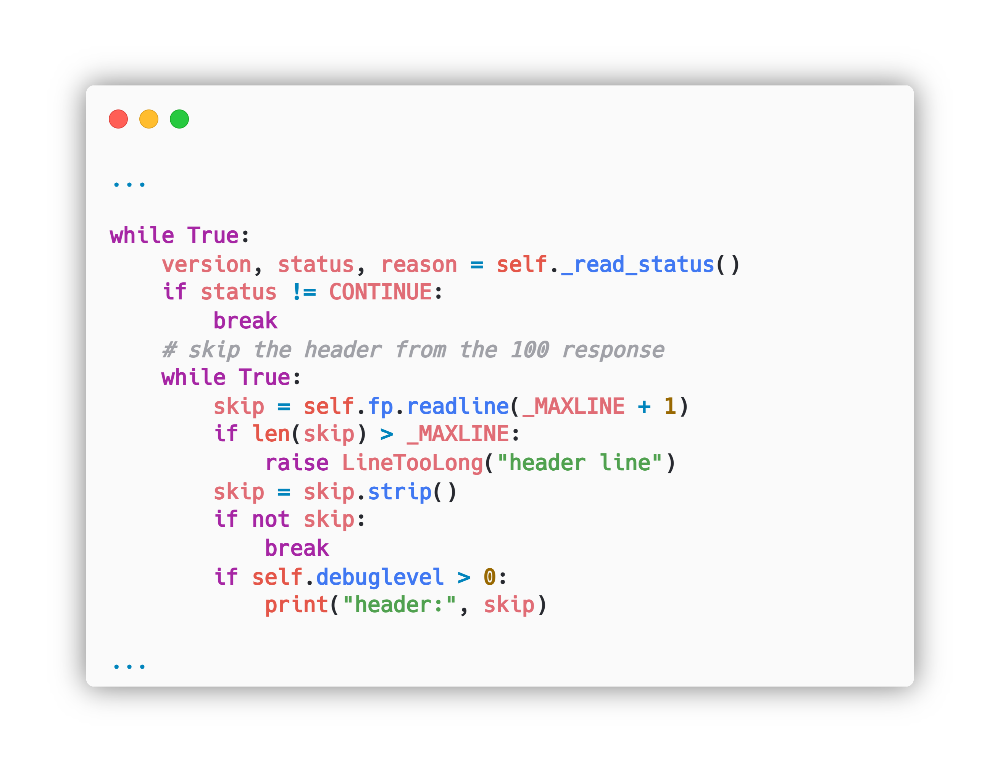 ...
while True:
    version, status, reason = self._read_status()
    if status != CONTINUE:
        break
    # skip the header from the 100 response
    while True:
        skip = self.fp.readline(_MAXLINE + 1)
        if len(skip) > _MAXLINE:
            raise LineTooLong("header line")
        skip = skip.strip()
        if not skip:
            break
        if self.debuglevel > 0:
            print("header:", skip)
...